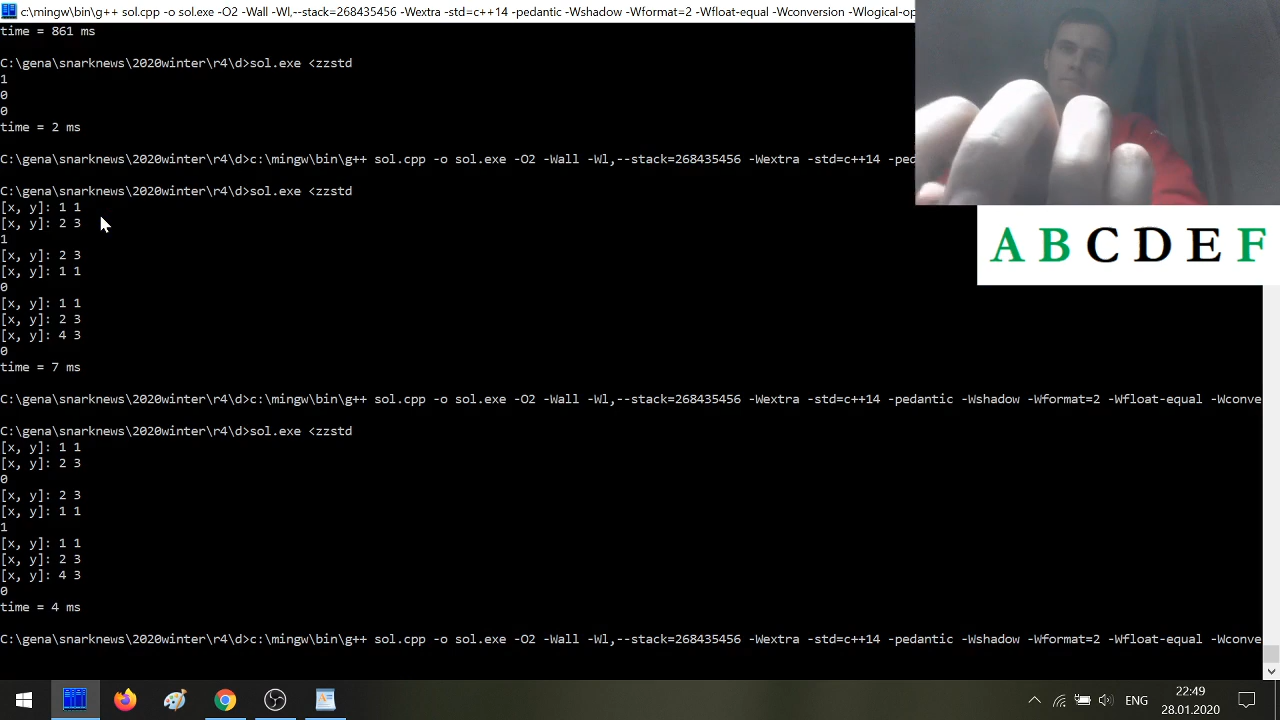 c:\mingw\bin\g++ sol.cpp -o sol.exe -O2 -Wall -Wl,--stack=268435456 -Wextra -std=c++14 -pedantic -Wshadow -Wformat=2 -Wfloat-equal -Wconversion -Wlogical-op
time = 861 ms
C:\gena\snarknews\2020winter\r4\d>sol.exe <zzstd
1
0
0
time = 2 ms
C:\gena\snarknews\2020winter\r4\d>c:\mingw\bin\g++ sol.cpp -o sol.exe -O2 -Wall -Wl,--stack=268435456 -Wextra -std=c++14 -ped
C:\gena\snarknews\2020winter\r4\d>sol.exe <zzstd
[x, y]: 1 1
[x, y]: 2 3
1
[x, y]: 2 3
[x, y]: 1 1
0
[x, y]: 1 1
[x, y]: 2 3
[x, y]: 4 3
0
time = 7 ms
C:\gena\snarknews\2020winter\r4\d>c:\mingw\bin\g++ sol.cpp -o sol.exe -O2 -Wall -Wl,--stack=268435456 -Wextra -std=c++14 -pedantic -Wshadow -Wformat=2 -Wfloat-equal -Wconve
C:\gena\snarknews\2020winter\r4\d>sol.exe <zzstd
[x, y]: 1 1
[x, y]: 2 3
0
[x, y]: 2 3
[x, y]: 1 1
1
[x, y]: 1 1
[x, y]: 2 3
[x, y]: 4 3
0
time = 4 ms
C:\gena\snarknews\2020winter\r4\d>c:\mingw\bin\g++ sol.cpp -o sol.exe -O2 -Wall -Wl,--stack=268435456 -Wextra -std=c++14 -pedantic -Wshadow -Wformat=2 -Wfloat-equal -Wconve
A B C D E F
ENG
22:49
28.01.2020